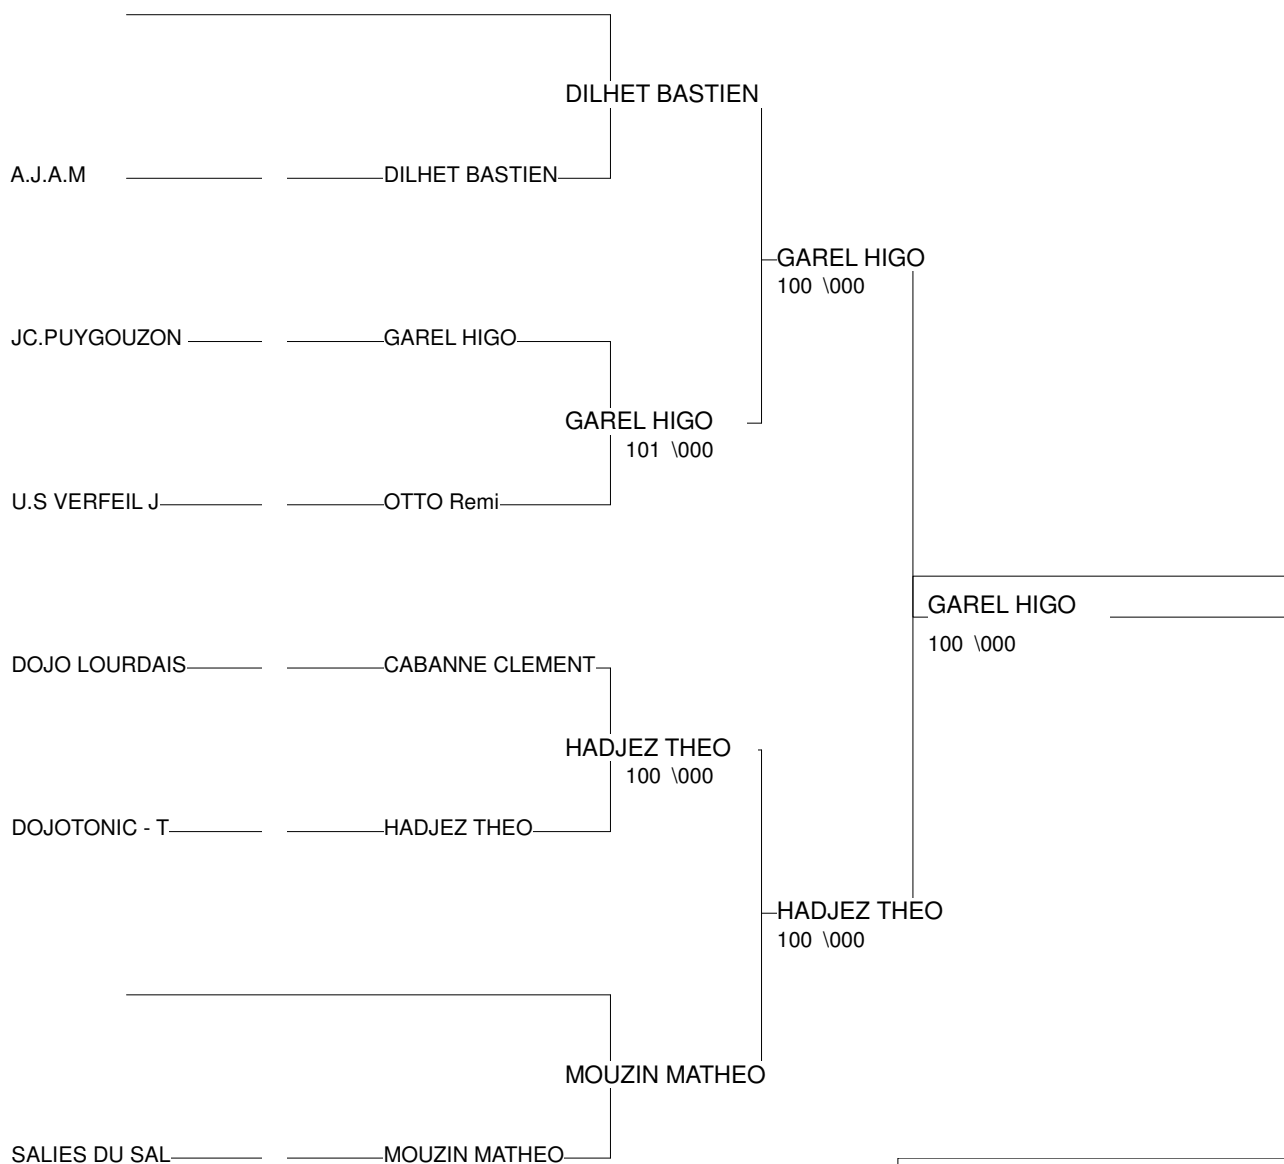 DILHET BASTIEN
A.J.A.M DILHET BASTIEN
GAREL HIGO
100 \000
JC.PUYGOUZON GAREL HIGO
GAREL HIGO
101 \000
U.S VERFEIL J OTTO Remi
GAREL HIGO
100 \000
DOJO LOURDAIS CABANNE CLEMENT
HADJEZ THEO
100 \000
DOJOTONIC - T HADJEZ THEO
HADJEZ THEO
100 \000
MOUZIN MATHEO
SALIES DU SAL MOUZIN MATHEO